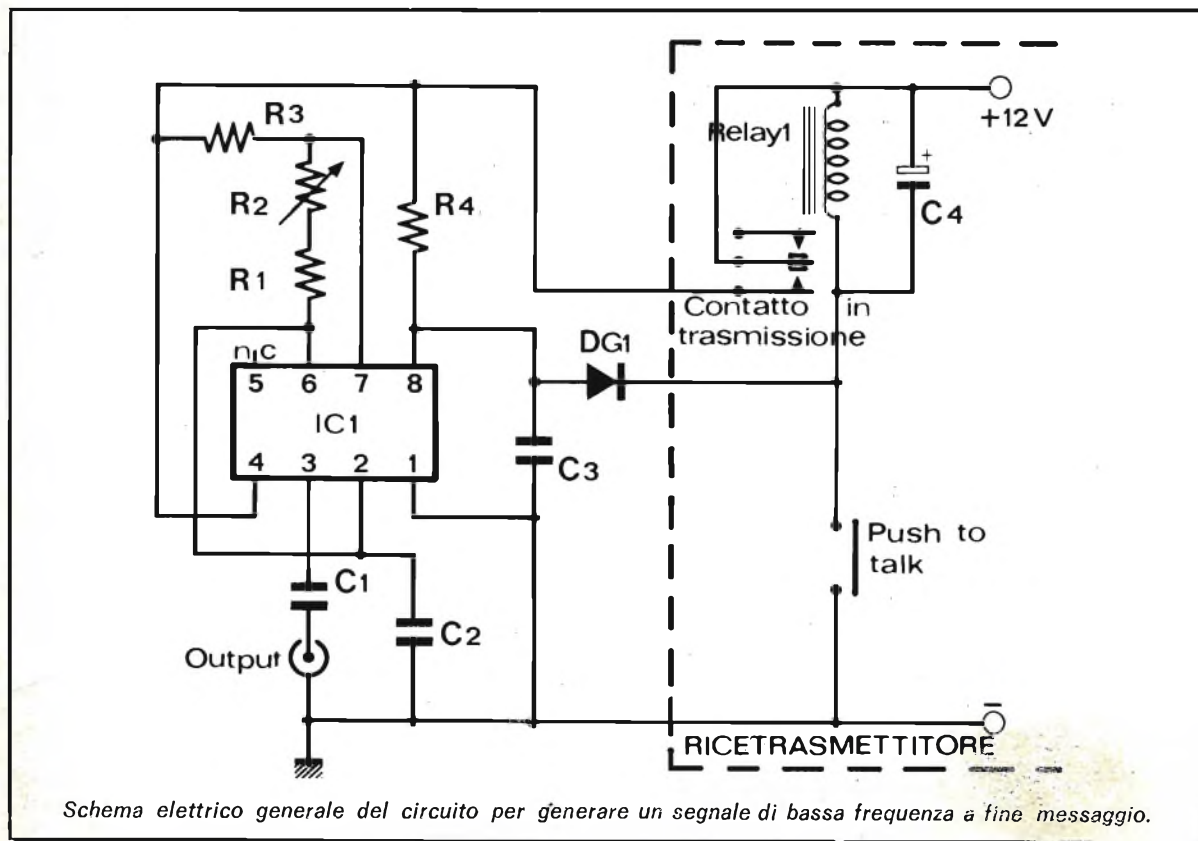 R3
R2
R1
R4
n,c
5 6 7 8
IC1
4 3 2 1
C1
Output
C2
C3
DG1
Relay1
+12V
+
C4
Contatto in
trasmissione
Push to
talk
−
RICETRASMETTITORE
Schema elettrico generale del circuito per generare un segnale di bassa frequenza a fine messaggio.